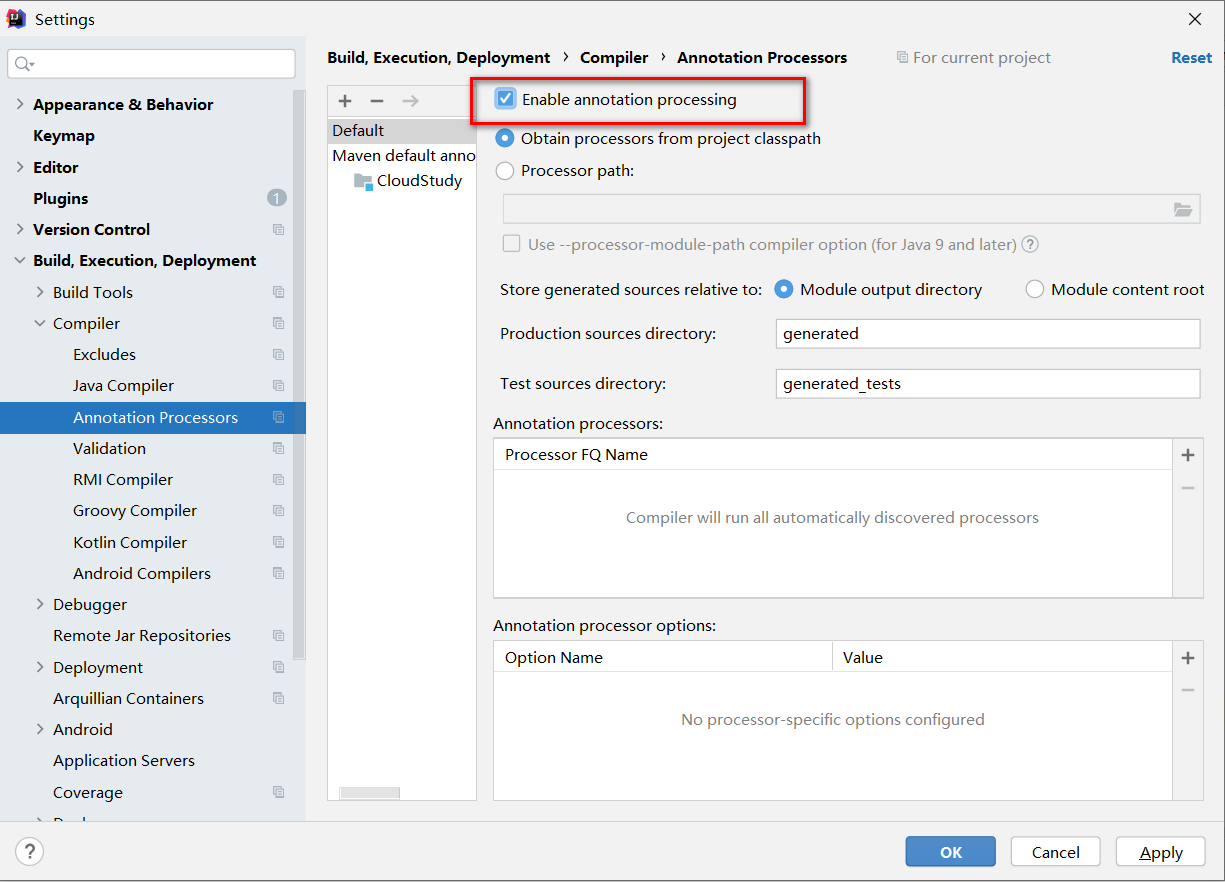 Settings
Appearance & Behavior
Keymap
Editor
Plugins 1
Version Control
Build, Execution, Deployment
Build Tools
Compiler
Excludes
Java Compiler
Annotation Processors
Validation
RMI Compiler
Groovy Compiler
Kotlin Compiler
Android Compilers
Debugger
Remote Jar Repositories
Deployment
Arquillian Containers
Android
Application Servers
Coverage
Build, Execution, Deployment › Compiler › Annotation Processors
For current project
Reset
Default
Maven default anno
CloudStudy
Enable annotation processing
Obtain processors from project classpath
Processor path:
Use --processor-module-path compiler option (for Java 9 and later) ?
Store generated sources relative to: Module output directory Module content root
Production sources directory: generated
Test sources directory: generated_tests
Annotation processors:
Processor FQ Name
Compiler will run all automatically discovered processors
Annotation processor options:
Option Name Value
No processor-specific options configured
? OK Cancel Apply